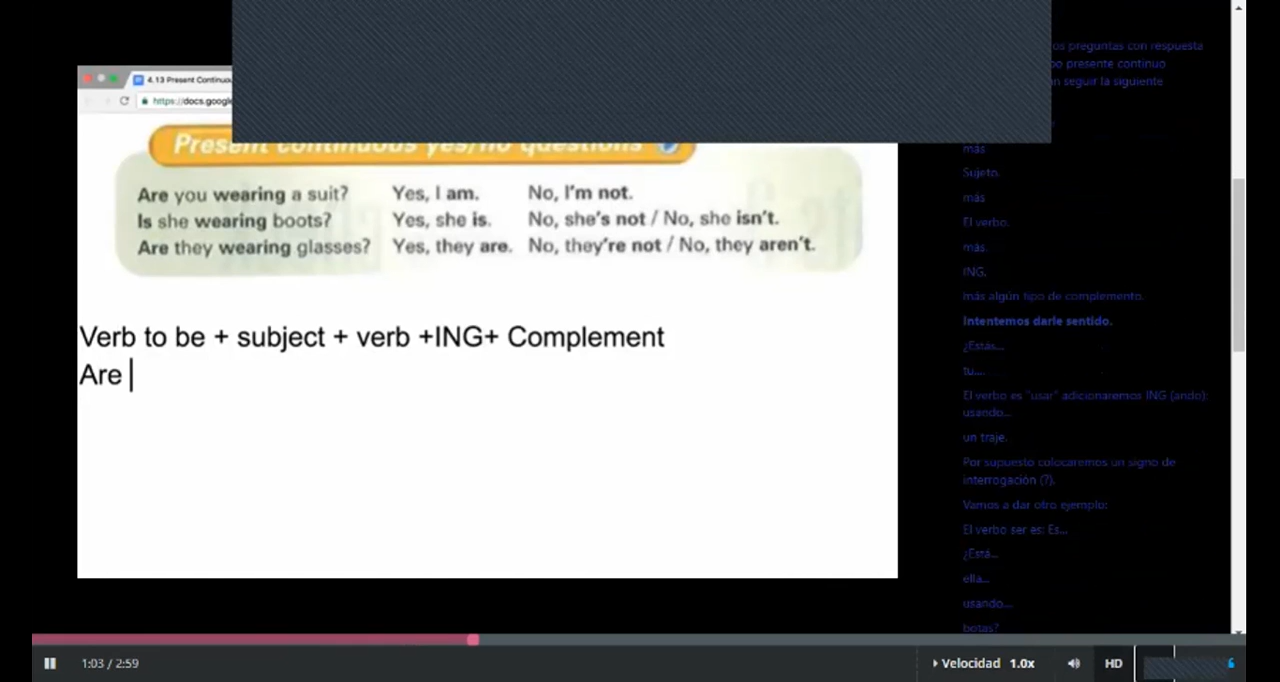 4.13 Present Continuou
https://docs.google
Present continuous yes/no questions
Are you wearing a suit? Yes, I am. No, I'm not.
Is she wearing boots? Yes, she is. No, she's not / No, she isn't.
Are they wearing glasses? Yes, they are. No, they're not / No, they aren't.
Verb to be + subject + verb +ING+ Complement
Are
os preguntas con respuesta
po presente continuo
n seguir la siguiente
más
Sujeto.
más
El verbo.
más.
ING.
más algún tipo de complemento.
Intentemos darle sentido.
¿Estás...
tu....
El verbo es "usar" adicionaremos ING (ando):
usando...
un traje.
Por supuesto colocaremos un signo de
interrogación (?).
Vamos a dar otro ejemplo:
El verbo ser es: Es...
¿Está...
ella...
usando...
botas?
1:03 / 2:59
Velocidad 1.0x
HD